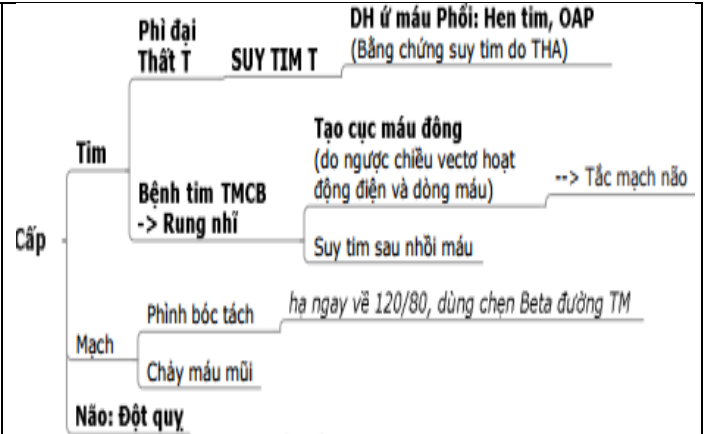 Cấp
Tim
Phì đại
Thất T
SUY TIM T
DH ứ máu Phổi: Hen tim, OAP
(Bằng chứng suy tim do THA)
Bệnh tim TMCB
-> Rung nhĩ
Tạo cục máu đông
(do ngược chiều vectơ hoạt
động điện và dòng máu)
--> Tắc mạch não
Suy tim sau nhồi máu
Mạch
Phình bóc tách
hạ ngay về 120/80, dùng chẹn Beta đường TM
Chảy máu mũi
Não: Đột quỵ